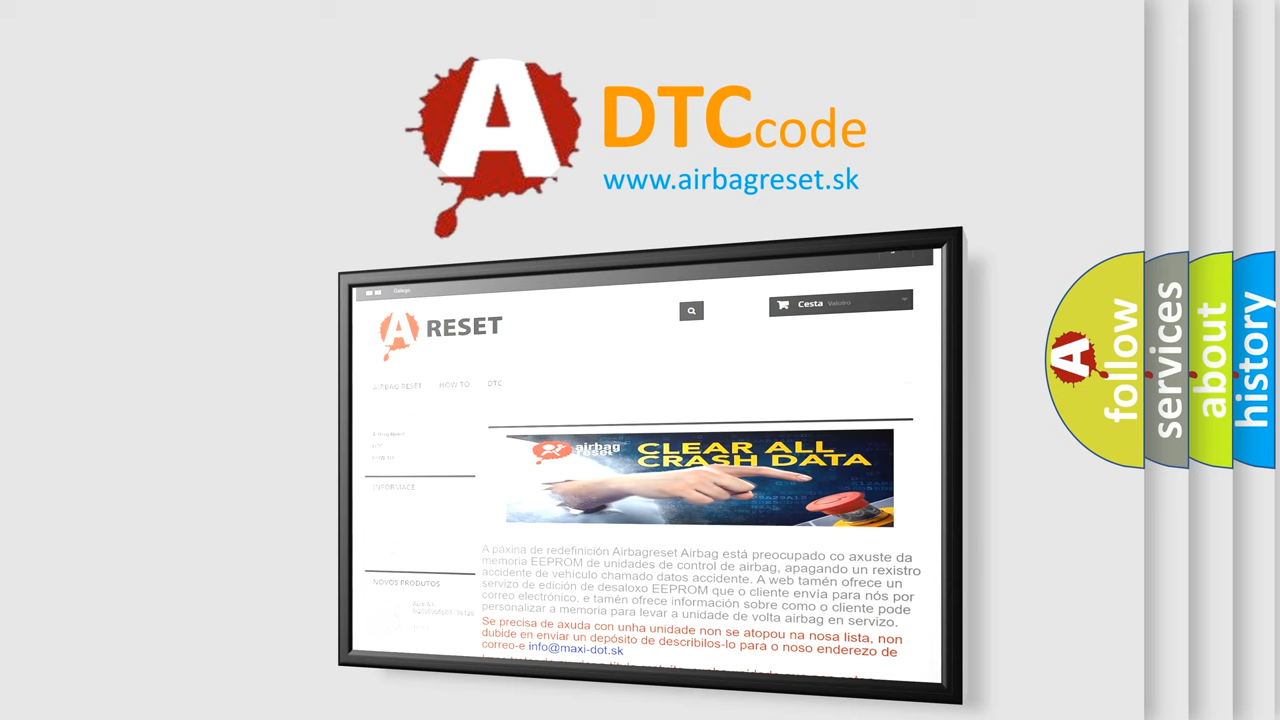 A
DTCcode
www.airbagreset.sk
Galego
A RESET
Cesta Valoiro
AIRBAG RESET HOW TO DTC
airbag
reset
CLEAR ALL
CRASH DATA
INFORMACE
A páxina de redefinición Airbagreset Airbag está preocupado co axuste da
memoria EEPROM de unidades de control de airbag, apagando un rexistro
accidente de vehículo chamado datos accidente. A web tamén ofrece un
servizo de edición de desaloxo EEPROM que o cliente envía para nós por
correo electrónico, e tamén ofrece información sobre como o cliente pode
personalizar a memoria para levar a unidade de volta airbag en servizo.
Se precisa de axuda con unha unidade non se atopou na nosa lista, non
dubide en enviar un depósito de describilos-lo para o noso enderezo de
correo-e info@maxi-dot.sk
NOVOS PRODUTOS
A
follow
services
about
history